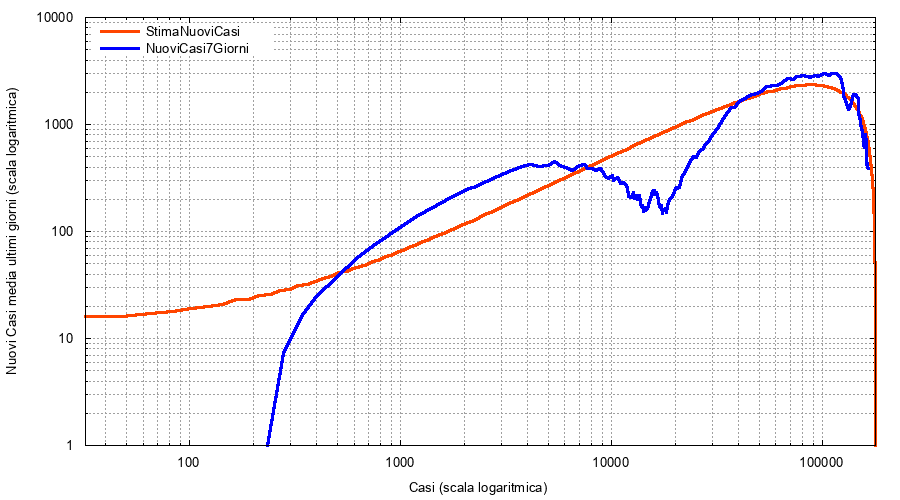 10000
1000
100
10
1
StimaNuoviCasi
NuoviCasi7Giorni
Nuovi Casi media ultimi giorni (scala logaritmica)
100
1000
10000
100000
Casi (scala logaritmica)